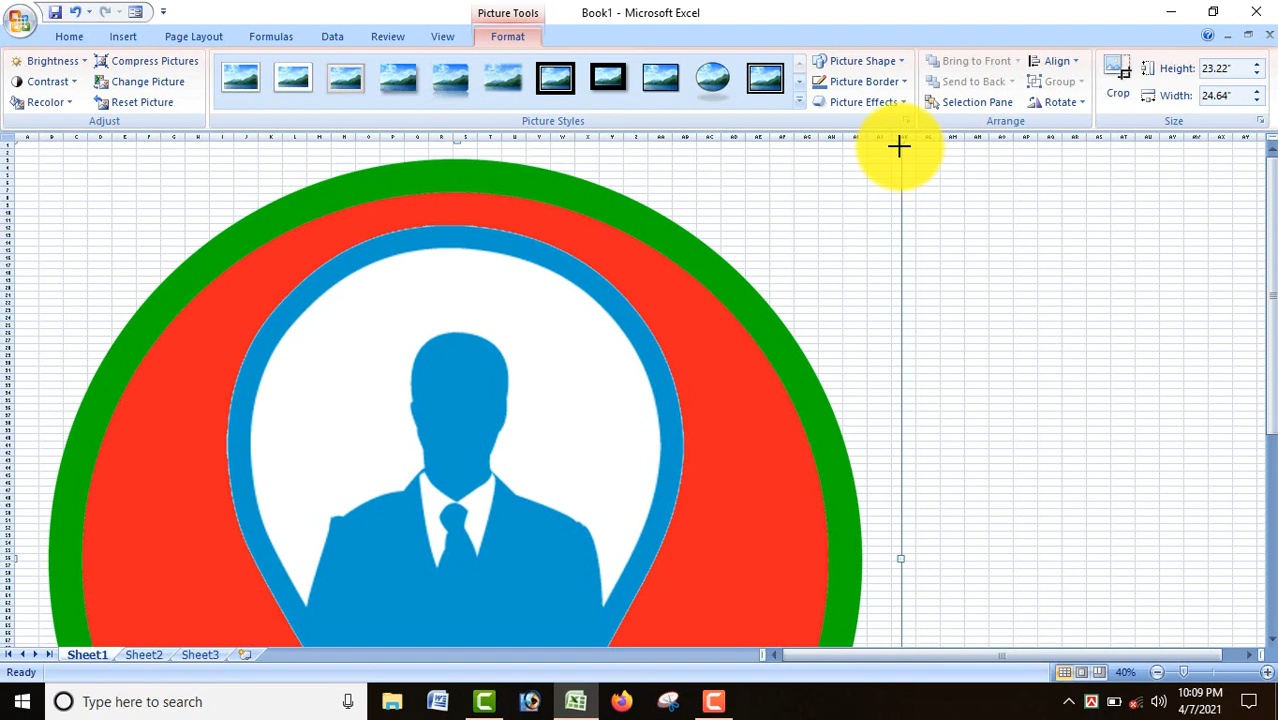 Picture Tools
Book1 - Microsoft Excel
Home Insert Page Layout Formulas Data Review View Format
Brightness Compress Pictures
Contrast Change Picture
Recolor Reset Picture
Adjust
Picture Shape
Picture Border
Picture Effects
Picture Styles
Bring to Front Align
Send to Back Group
Selection Pane Rotate
Arrange
Crop
Height: 23.22"
Width: 24.64"
Size
Sheet1 Sheet2 Sheet3
Ready
40%
Type here to search
10:09 PM
4/7/2021